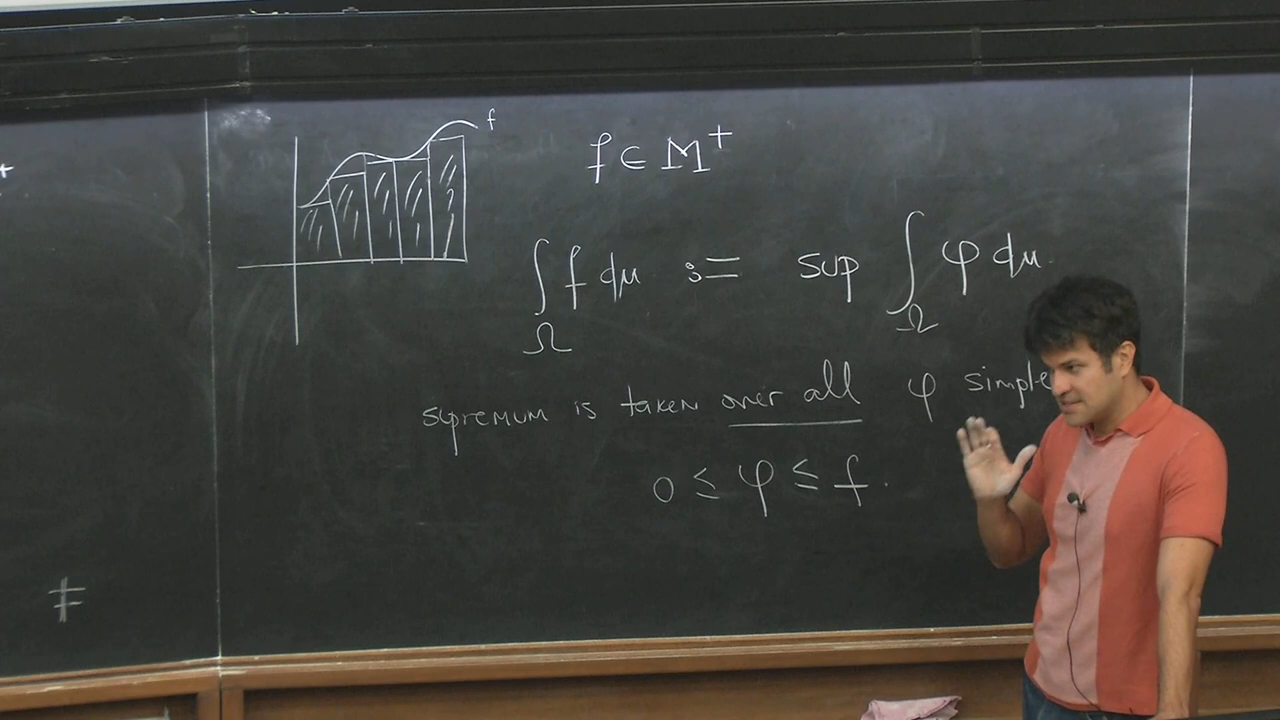 f
f ∈ M⁺
∫_Ω f dμ := sup ∫_Ω φ dμ.
supremum is taken over all φ simple
0 ≤ φ ≤ f.
+
‡